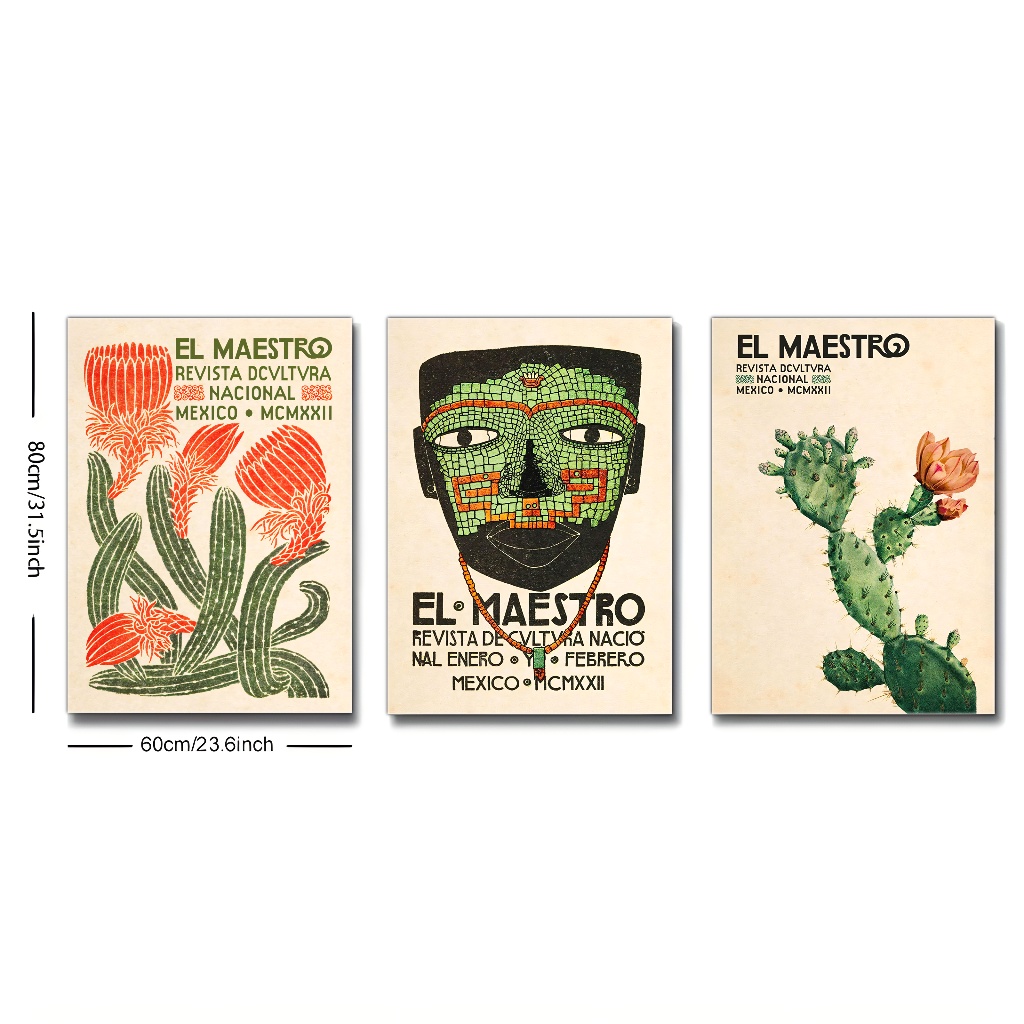 80cm/31.5inch
EL MAESTRO
REVISTA DCVLTVRA
NACIONAL
MEXICO • MCMXXII
EL • MAESTRO
REVISTA DE CVLTVRA NACIO
NAL ENERO • Y • FEBRERO
MEXICO • MCMXXII
EL MAESTRO
REVISTA DCVLTVRA
NACIONAL
MEXICO • MCMXXII
60cm/23.6inch